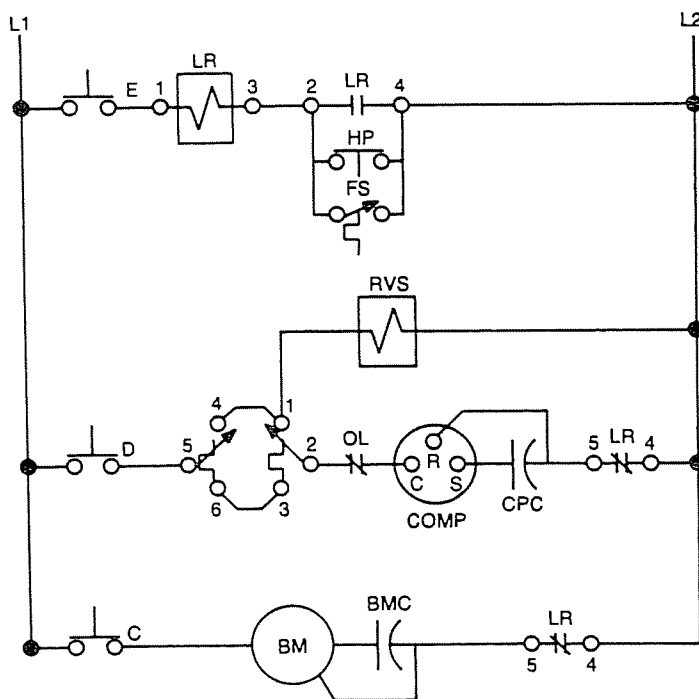 L1
L2
LR
E 1 3 2 LR 4
HP
FS
RVS
4 1
D 5 2 OL R 5 LR 4
C S
6 3
COMP CPC
C BM BMC LR
5 4